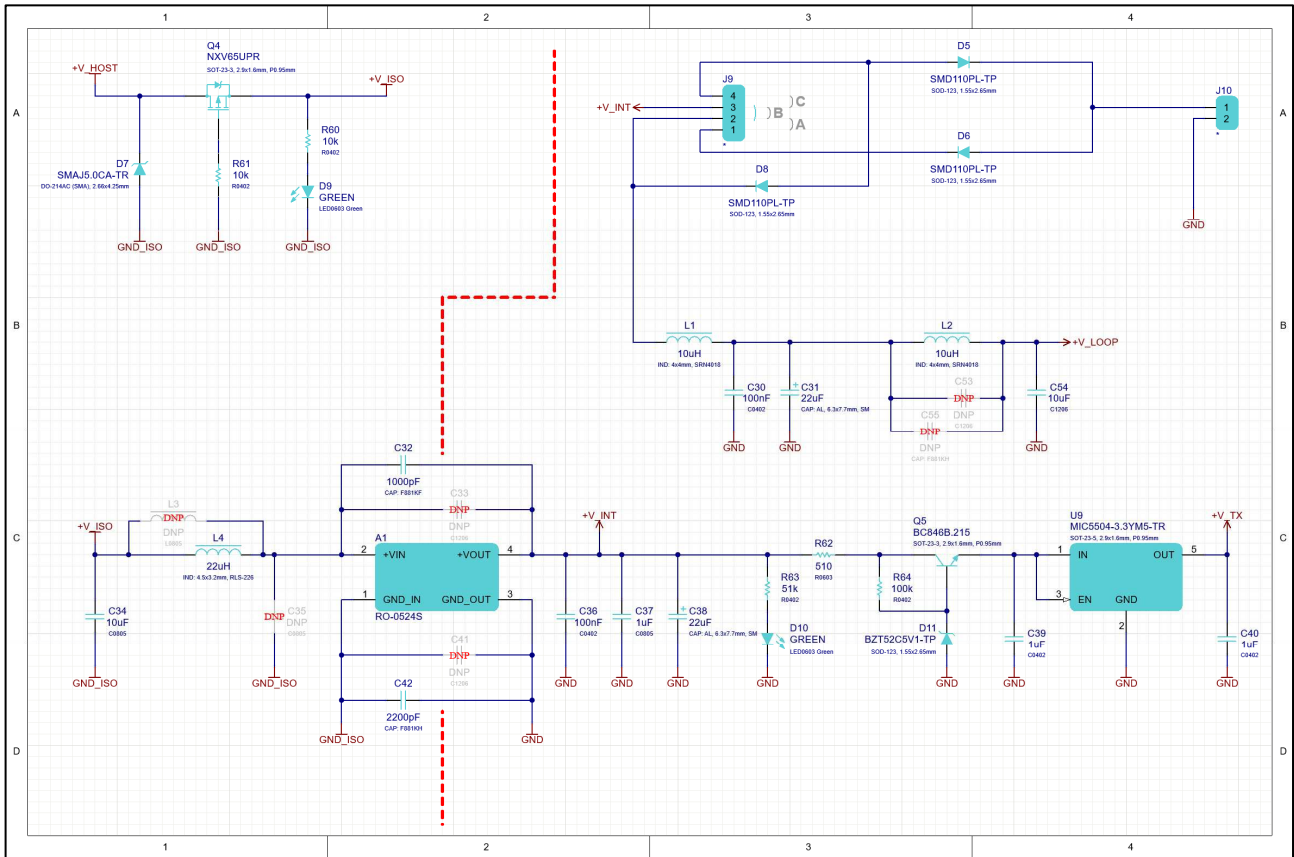 1
2
3
4
A
B
C
D
A
B
C
D
1
2
3
4
+V_HOST
Q4
NXV65UPR
SOT-23-3, 2.9x1.6mm, P0.95mm
+V_ISO
D7
SMAJ5.0CA-TR
DO-214AC (SMA), 2.66x4.25mm
R61
10k
R0402
R60
10k
R0402
D9
GREEN
LED0603 Green
GND_ISO
GND_ISO
GND_ISO
J9
4
3
2
1
*
)B
)C
)A
+V_INT
D5
SMD110PL-TP
SOD-123, 1.55x2.65mm
D6
SMD110PL-TP
SOD-123, 1.55x2.65mm
D8
SMD110PL-TP
SOD-123, 1.55x2.65mm
J10
1
2
*
GND
L1
10uH
IND: 4x4mm, SRN4018
C30
100nF
C0402
GND
C31
22uF
CAP: AL, 6.3x7.7mm, SM
GND
L2
10uH
IND: 4x4mm, SRN4018
C53
DNP
DNP
C1206
C55
DNP
DNP
CAP: F881KH
+V_LOOP
C54
10uF
C1206
GND
+V_ISO
L3
DNP
DNP
L0805
L4
22uH
IND: 4.5x3.2mm, RLS-226
C34
10uF
C0805
GND_ISO
C35
DNP
DNP
C0805
GND_ISO
C32
1000pF
CAP: F881KF
C33
DNP
DNP
C1206
A1
2
+VIN
+VOUT
4
1
GND_IN
GND_OUT
3
RO-0524S
C41
DNP
DNP
C1206
C42
2200pF
CAP: F881KH
GND_ISO
GND
+V_INT
C36
100nF
C0402
GND
C37
1uF
C0805
GND
C38
22uF
CAP: AL, 6.3x7.7mm, SM
GND
R63
51k
R0402
D10
GREEN
LED0603 Green
GND
R62
510
R0603
R64
100k
R0402
Q5
BC846B.215
SOT-23-3, 2.9x1.6mm, P0.95mm
D11
BZT52C5V1-TP
SOD-123, 1.55x2.65mm
GND
C39
1uF
C0402
GND
U9
MIC5504-3.3YM5-TR
SOT-23-5, 2.9x1.6mm, P0.95mm
1
IN
OUT
5
3
EN
GND
2
GND
+V_TX
C40
1uF
C0402
GND